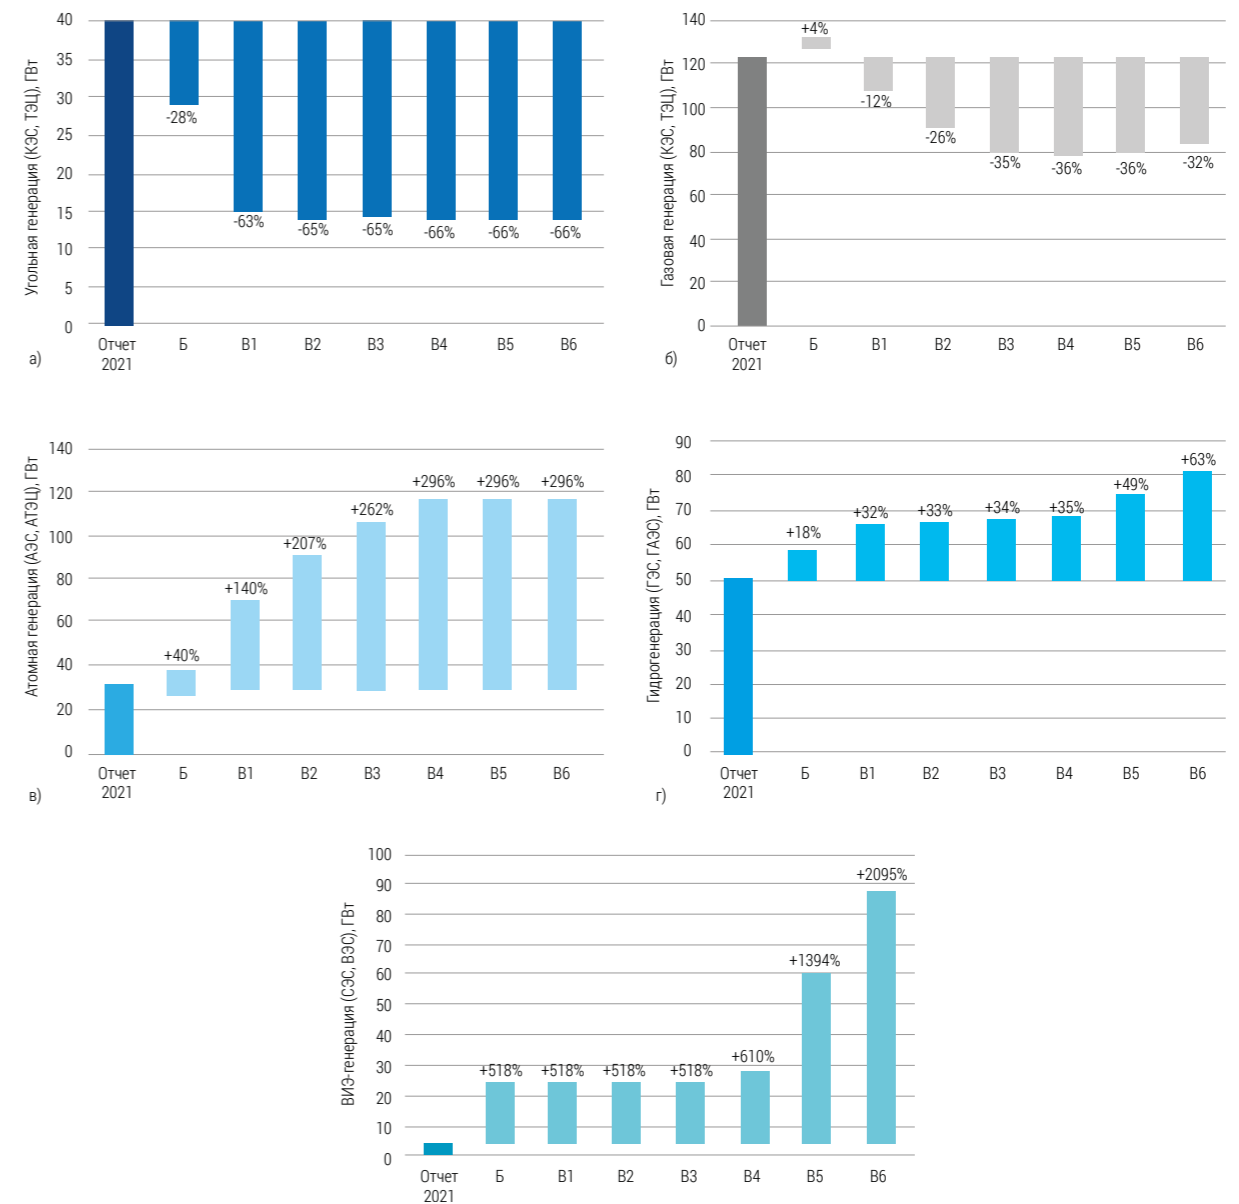 Угольная генерация (КЭС, ТЭЦ), ГВт
40
35
30
25
20
15
10
5
0
-28%
-63%
-65%
-65%
-66%
-66%
-66%
Отчет
2021
Б
В1
В2
В3
В4
В5
В6
а)
Газовая генерация (КЭС, ТЭЦ), ГВт
140
120
100
80
60
40
20
0
+4%
-12%
-26%
-35%
-36%
-36%
-32%
Отчет
2021
Б
В1
В2
В3
В4
В5
В6
б)
Атомная генерация (АЭС, АТЭЦ), ГВт
140
120
100
80
60
40
20
0
+40%
+140%
+207%
+262%
+296%
+296%
+296%
Отчет
2021
Б
В1
В2
В3
В4
В5
В6
в)
Гидрогенерация (ГЭС, ГАЭС), ГВт
90
80
70
60
50
40
30
20
10
0
+18%
+32%
+33%
+34%
+35%
+49%
+63%
Отчет
2021
Б
В1
В2
В3
В4
В5
В6
г)
ВИЭ-генерация (СЭС, ВЭС), ГВт
100
90
80
70
60
50
40
30
20
10
0
+518%
+518%
+518%
+518%
+610%
+1394%
+2095%
Отчет
2021
Б
В1
В2
В3
В4
В5
В6